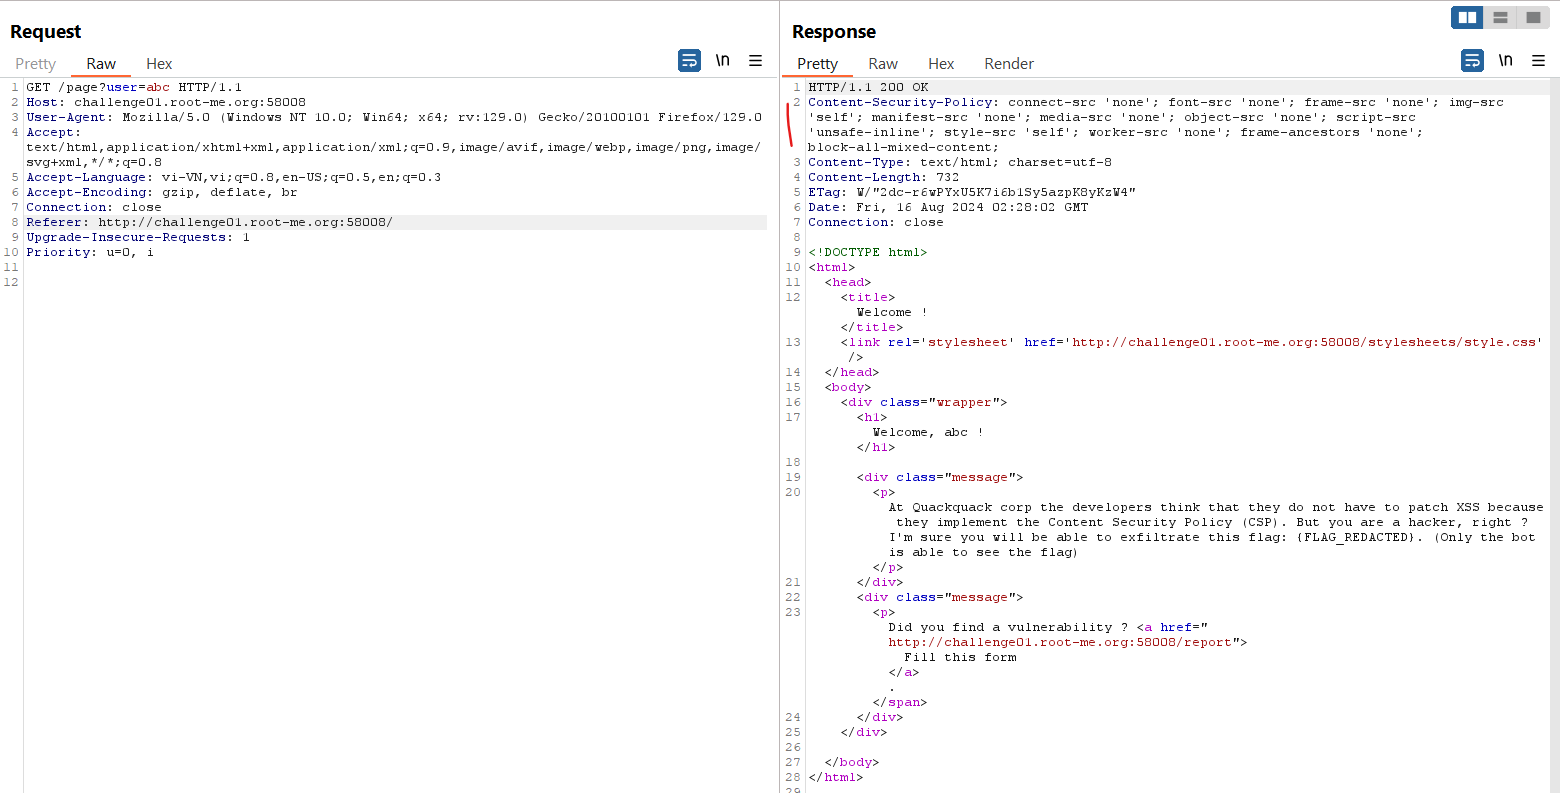 Request
Pretty Raw Hex \n
1 GET /page?user=abc HTTP/1.1
2 Host: challenge01.root-me.org:58008
3 User-Agent: Mozilla/5.0 (Windows NT 10.0; Win64; x64; rv:129.0) Gecko/20100101 Firefox/129.0
4 Accept:
text/html,application/xhtml+xml,application/xml;q=0.9,image/avif,image/webp,image/png,image/
svg+xml,*/*;q=0.8
5 Accept-Language: vi-VN,vi;q=0.8,en-US;q=0.5,en;q=0.3
6 Accept-Encoding: gzip, deflate, br
7 Connection: close
8 Referer: http://challenge01.root-me.org:58008/
9 Upgrade-Insecure-Requests: 1
10 Priority: u=0, i
11
12
Response
Pretty Raw Hex Render \n
1 HTTP/1.1 200 OK
2 Content-Security-Policy: connect-src 'none'; font-src 'none'; frame-src 'none'; img-src
'self'; manifest-src 'none'; media-src 'none'; object-src 'none'; script-src
'unsafe-inline'; style-src 'self'; worker-src 'none'; frame-ancestors 'none';
block-all-mixed-content;
3 Content-Type: text/html; charset=utf-8
4 Content-Length: 732
5 ETag: W/"2dc-r6wPYxU5K7i6b1Sy5azpK8yKzW4"
6 Date: Fri, 16 Aug 2024 02:28:02 GMT
7 Connection: close
8
9 <!DOCTYPE html>
10 <html>
11 <head>
12 <title>
Welcome !
</title>
13 <link rel='stylesheet' href='http://challenge01.root-me.org:58008/stylesheets/style.css'
/>
14 </head>
15 <body>
16 <div class="wrapper">
17 <h1>
Welcome, abc !
</h1>
18
19 <div class="message">
20 <p>
At Quackquack corp the developers think that they do not have to patch XSS because
they implement the Content Security Policy (CSP). But you are a hacker, right ?
I'm sure you will be able to exfiltrate this flag: {FLAG_REDACTED}. (Only the bot
is able to see the flag)
</p>
21 </div>
22 <div class="message">
23 <p>
Did you find a vulnerability ? <a href="
http://challenge01.root-me.org:58008/report">
Fill this form
</a>
.
</span>
24 </div>
25 </div>
26
27 </body>
28 </html>
29